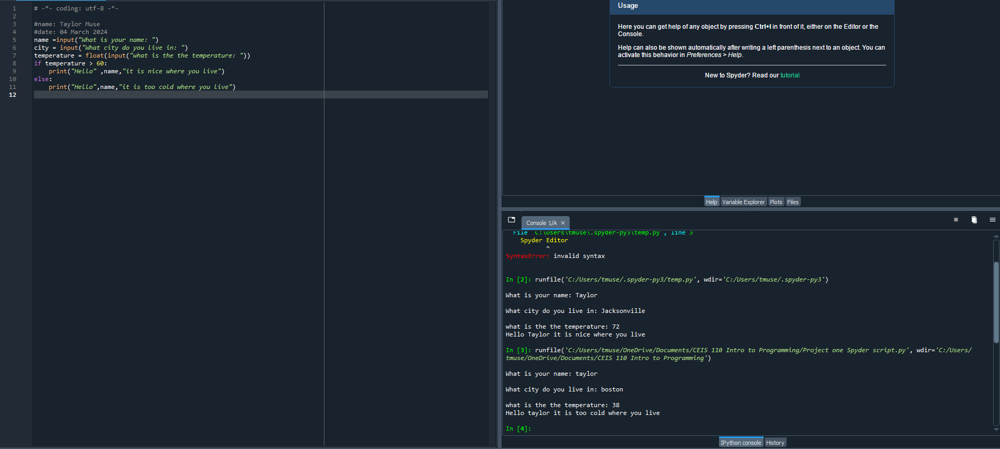 1 # -*- coding: utf-8 -*-
2
3 #name: Taylor Muse
4 #date: 04 March 2024
5 name =input("What is your name: ")
6 city = input("What city do you live in: ")
7 temperature = float(input("what is the the temperature: "))
8 if temperature > 60:
9     print("Hello" ,name,"it is nice where you live")
10 else:
11     print("Hello",name,"it is too cold where you live")
12
Usage
Here you can get help of any object by pressing Ctrl+I in front of it, either on the Editor or the
Console.
Help can also be shown automatically after writing a left parenthesis next to an object. You can
activate this behavior in Preferences > Help.
New to Spyder? Read our tutorial
Help Variable Explorer Plots Files
Console 1/A ×
File "C:\Users\tmuse\.spyder-py3\temp.py", line 3
Spyder Editor
^
SyntaxError: invalid syntax
In [2]: runfile('C:/Users/tmuse/.spyder-py3/temp.py', wdir='C:/Users/tmuse/.spyder-py3')
What is your name: Taylor
What city do you live in: Jacksonville
what is the the temperature: 72
Hello Taylor it is nice where you live
In [3]: runfile('C:/Users/tmuse/OneDrive/Documents/CEIS 110 Intro to Programming/Project one Spyder script.py', wdir='C:/Users/
tmuse/OneDrive/Documents/CEIS 110 Intro to Programming')
What is your name: taylor
What city do you live in: boston
what is the the temperature: 38
Hello taylor it is too cold where you live
In [4]:
IPython console History